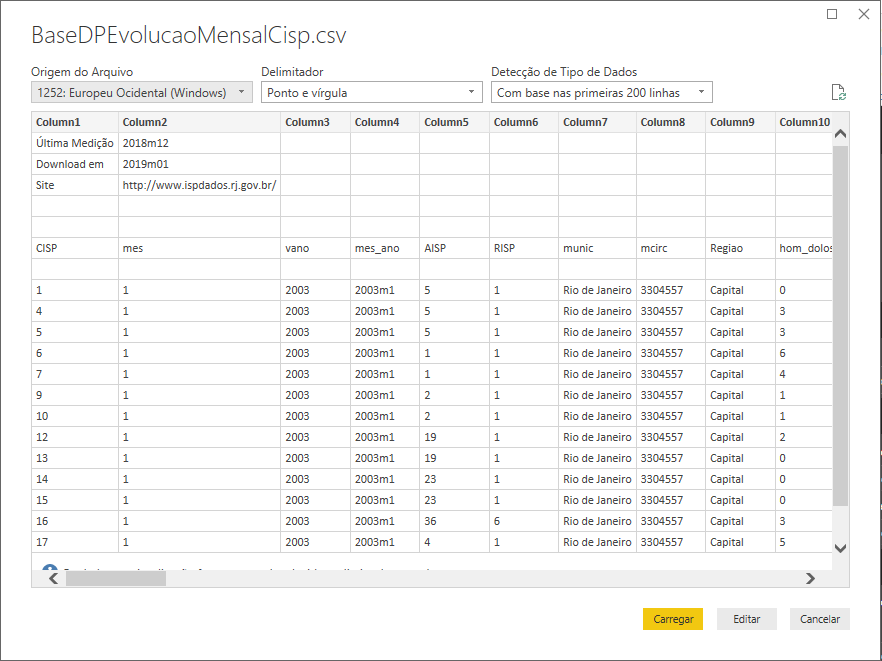 BaseDPEvolucaoMensalCisp.csv
Origem do Arquivo Delimitador Detecção de Tipo de Dados
1252: Europeu Ocidental (Windows) Ponto e vírgula Com base nas primeiras 200 linhas
Column1 Column2 Column3 Column4 Column5 Column6 Column7 Column8 Column9 Column10
Última Medição 2018m12
Download em 2019m01
Site http://www.ispdados.rj.gov.br/
CISP mes vano mes_ano AISP RISP munic mcirc Regiao hom_dolos
1 1 2003 2003m1 5 1 Rio de Janeiro 3304557 Capital 0
4 1 2003 2003m1 5 1 Rio de Janeiro 3304557 Capital 3
5 1 2003 2003m1 5 1 Rio de Janeiro 3304557 Capital 3
6 1 2003 2003m1 1 1 Rio de Janeiro 3304557 Capital 6
7 1 2003 2003m1 1 1 Rio de Janeiro 3304557 Capital 4
9 1 2003 2003m1 2 1 Rio de Janeiro 3304557 Capital 1
10 1 2003 2003m1 2 1 Rio de Janeiro 3304557 Capital 1
12 1 2003 2003m1 19 1 Rio de Janeiro 3304557 Capital 2
13 1 2003 2003m1 19 1 Rio de Janeiro 3304557 Capital 0
14 1 2003 2003m1 23 1 Rio de Janeiro 3304557 Capital 0
15 1 2003 2003m1 23 1 Rio de Janeiro 3304557 Capital 0
16 1 2003 2003m1 36 6 Rio de Janeiro 3304557 Capital 3
17 1 2003 2003m1 4 1 Rio de Janeiro 3304557 Capital 5
Carregar Editar Cancelar